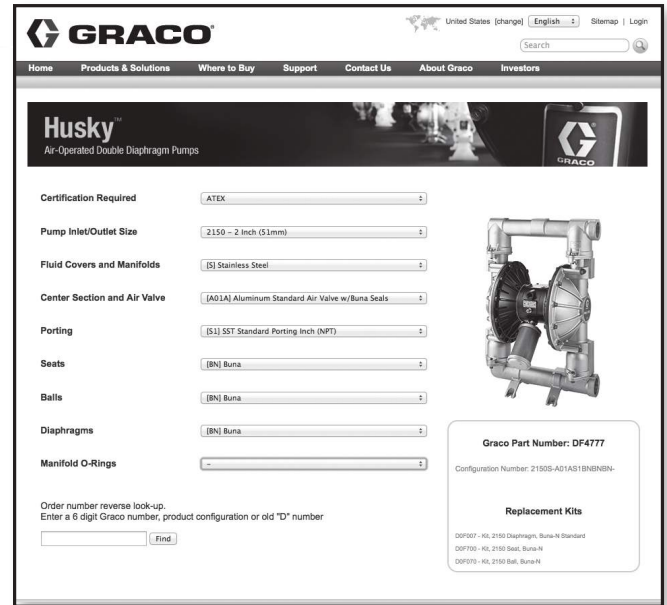 United States [change] English Sitemap | Login
GRACO
Search
Home Products & Solutions Where to Buy Support Contact Us About Graco Investors
Husky™
Air-Operated Double Diaphragm Pumps
GRACO
Certification Required ATEX
Pump Inlet/Outlet Size 2150 – 2 Inch (51mm)
Fluid Covers and Manifolds [S] Stainless Steel
Center Section and Air Valve [A01A] Aluminum Standard Air Valve w/Buna Seals
Porting [S1] SST Standard Porting Inch (NPT)
Seats [BN] Buna
Balls [BN] Buna
Diaphragms [BN] Buna
Manifold O-Rings -
Graco Part Number: DF4777
Configuration Number: 2150S-A01AS1BNBNBN-
Replacement Kits
D0F007 - Kit, 2150 Diaphragm, Buna-N Standard
D0F700 - Kit, 2150 Seat, Buna-N
D0F070 - Kit, 2150 Ball, Buna-N
Order number reverse look-up.
Enter a 6 digit Graco number, product configuration or old "D" number
Find